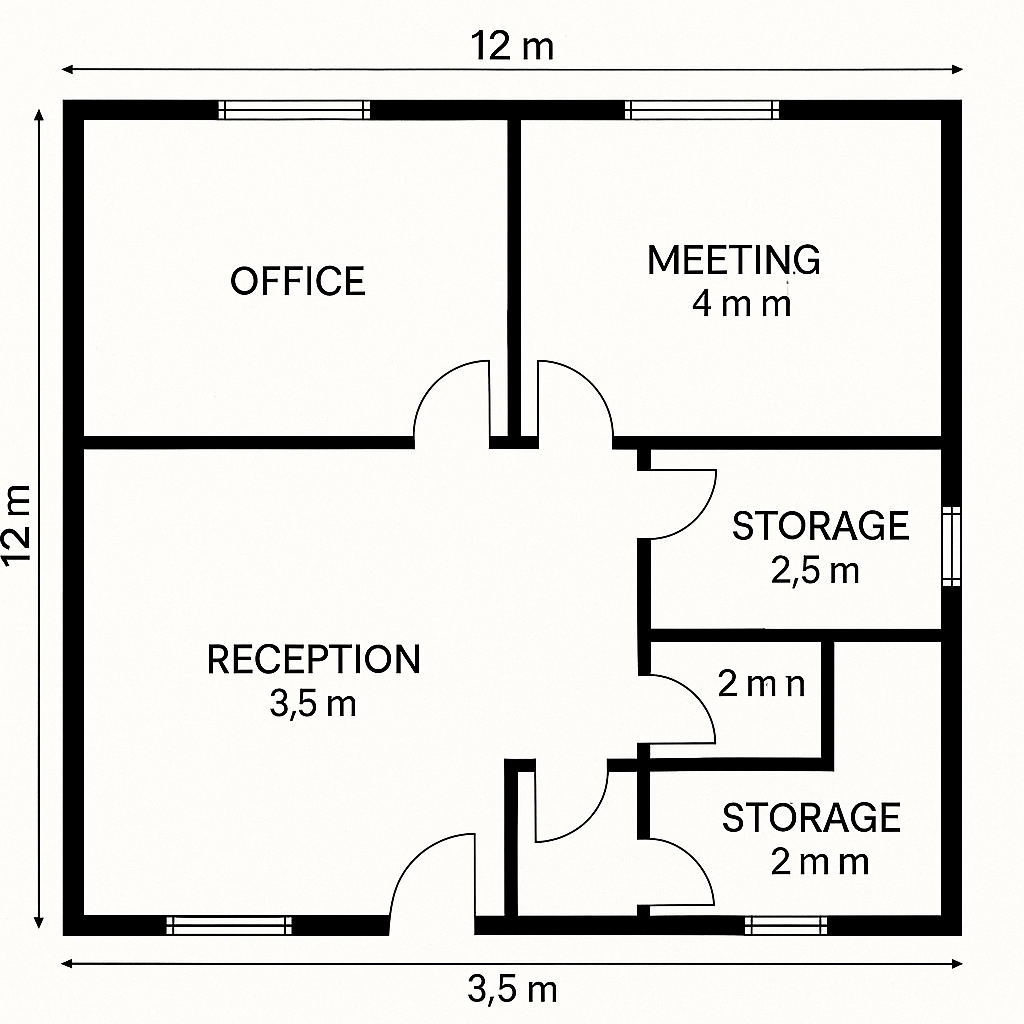 12 m
OFFICE
MEETING
4 m m
12 m
STORAGE
2,5 m
RECEPTION
3,5 m
2 m n
STORAGE
2 m m
3,5 m